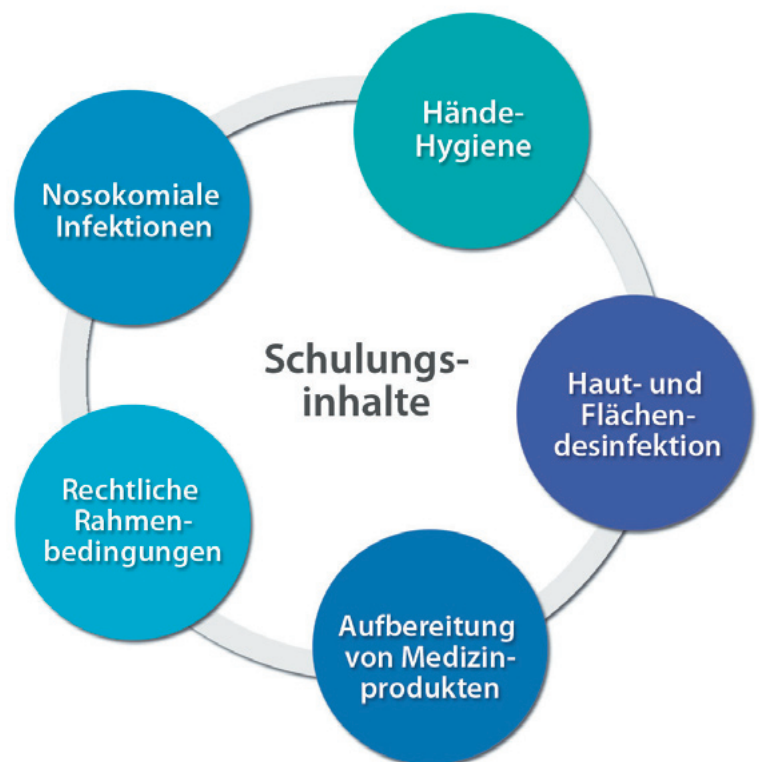 Hände-
Hygiene
Nosokomiale
Infektionen
Schulungs-
inhalte
Haut- und
Flächen-
desinfektion
Rechtliche
Rahmen-
bedingungen
Aufbereitung
von Medizin-
produkten